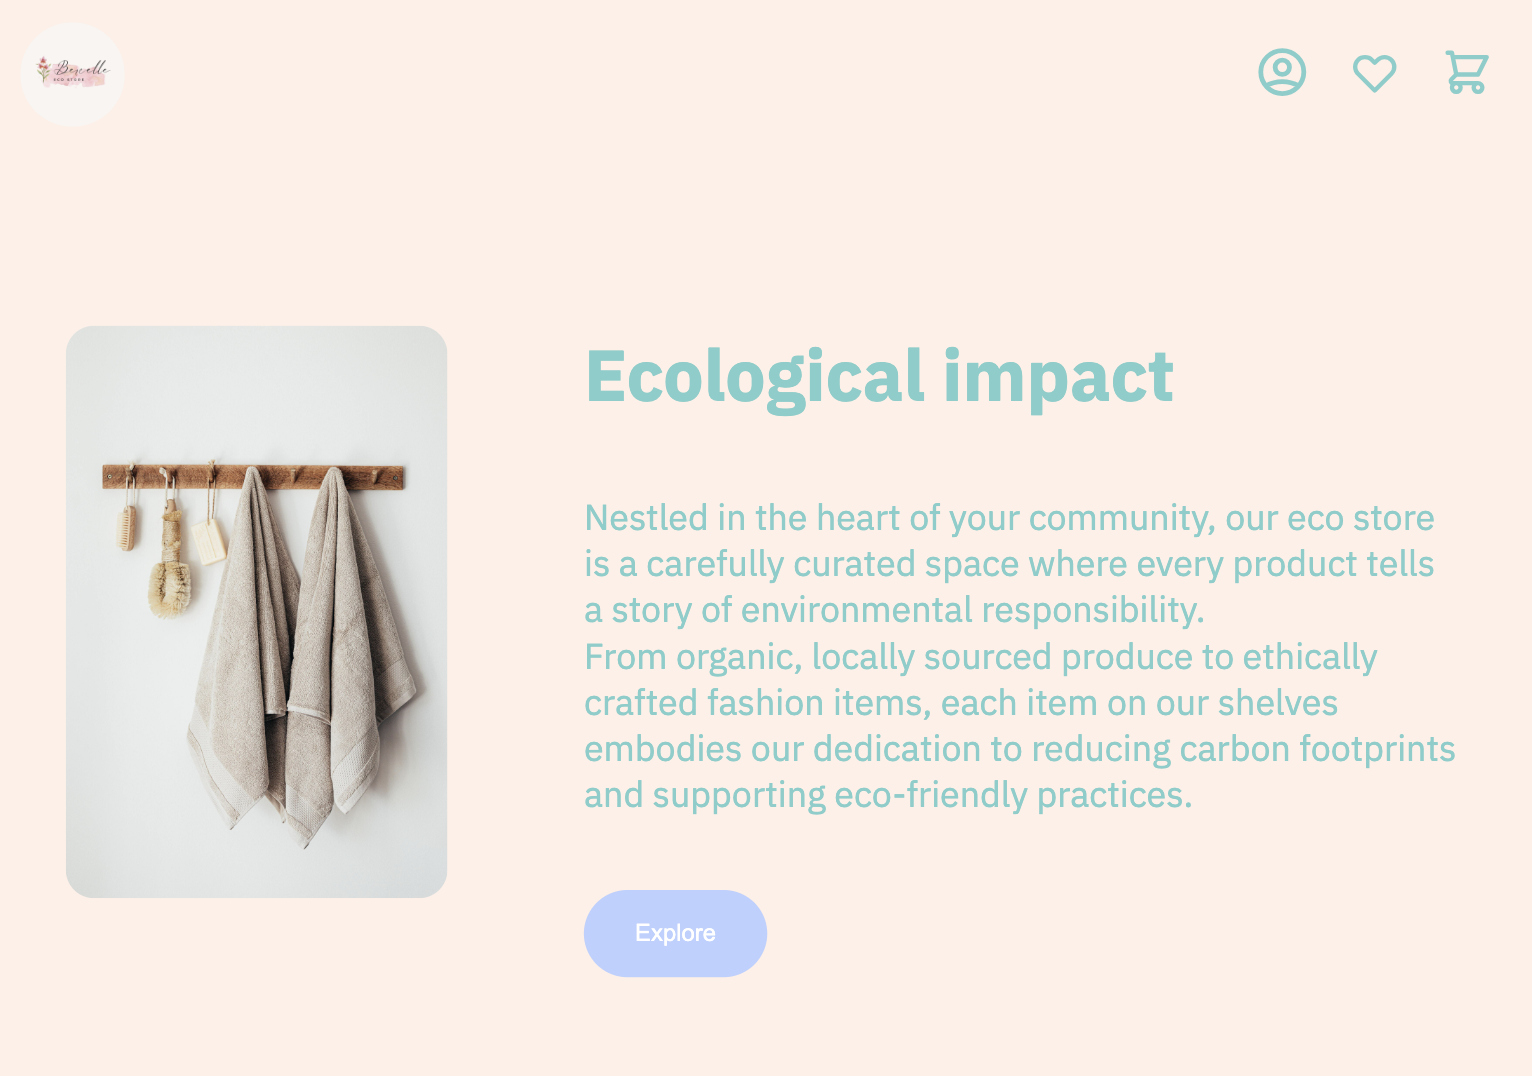 ECO STORE
Ecological impact
Nestled in the heart of your community, our eco store
is a carefully curated space where every product tells
a story of environmental responsibility.
From organic, locally sourced produce to ethically
crafted fashion items, each item on our shelves
embodies our dedication to reducing carbon footprints
and supporting eco-friendly practices.
Explore